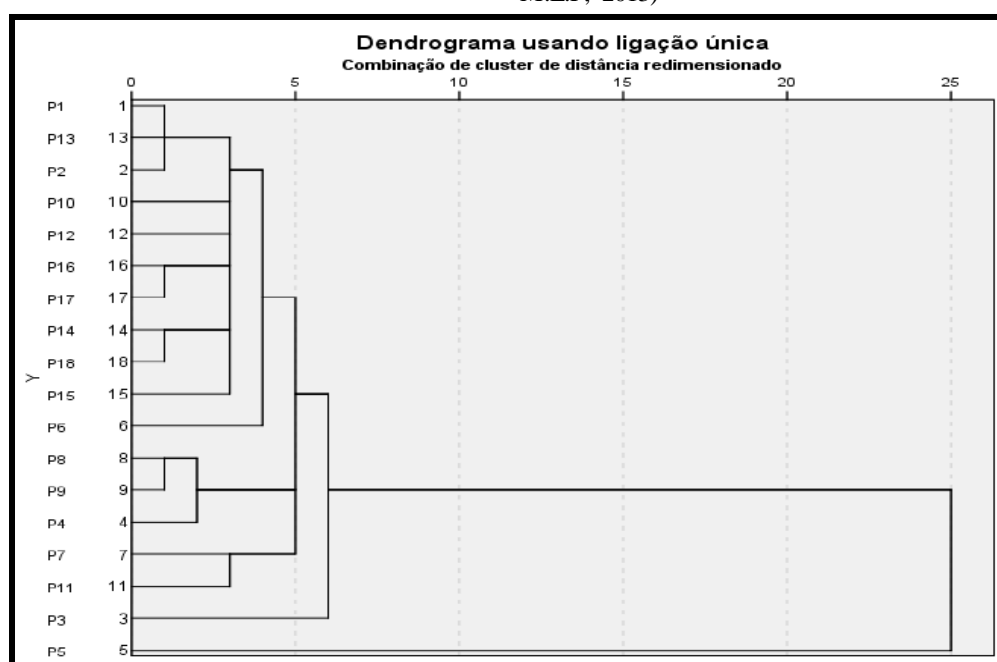 M.E.P, 2015)
Dendrograma usando ligação única
Combinação de cluster de distância redimensionado
0 5 10 15 20 25
P1 1
P13 13
P2 2
P10 10
P12 12
P16 16
P17 17
P14 14
P18 18
P15 15
Y
P6 6
P8 8
P9 9
P4 4
P7 7
P11 11
P3 3
P5 5